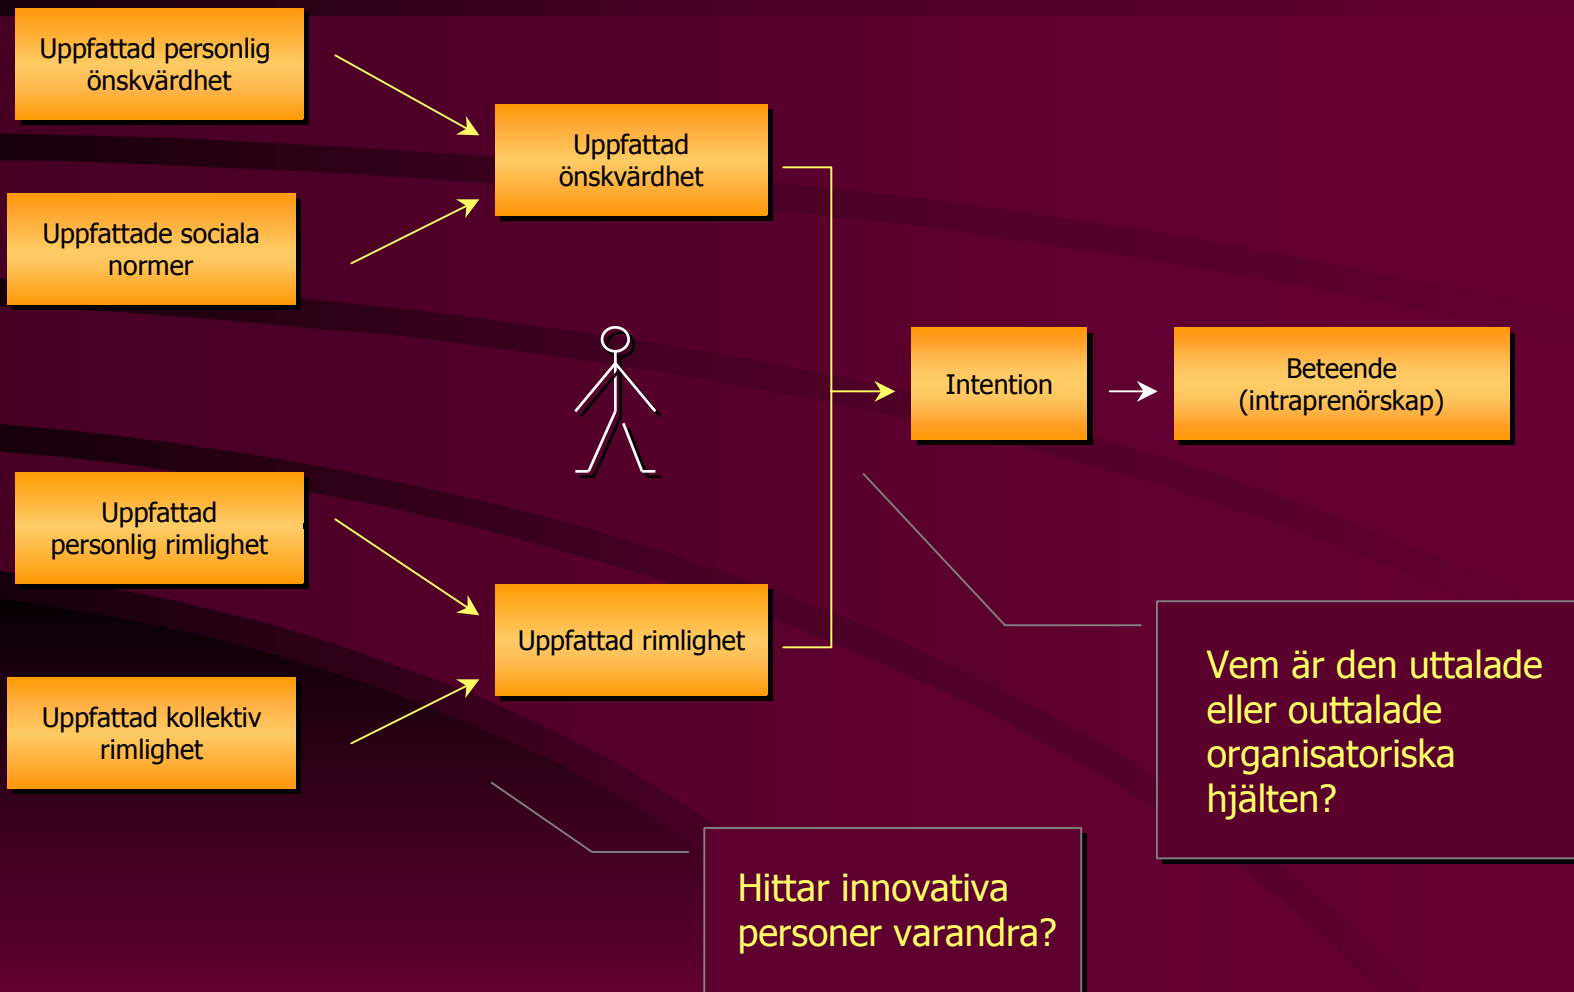 Uppfattad personlig
önskvärdhet
Uppfattad
önskvärdhet
Uppfattade sociala
normer
Intention
Beteende
(intraprenörskap)
Uppfattad
personlig rimlighet
Uppfattad rimlighet
Uppfattad kollektiv
rimlighet
Vem är den uttalade
eller outtalade
organisatoriska
hjälten?
Hittar innovativa
personer varandra?